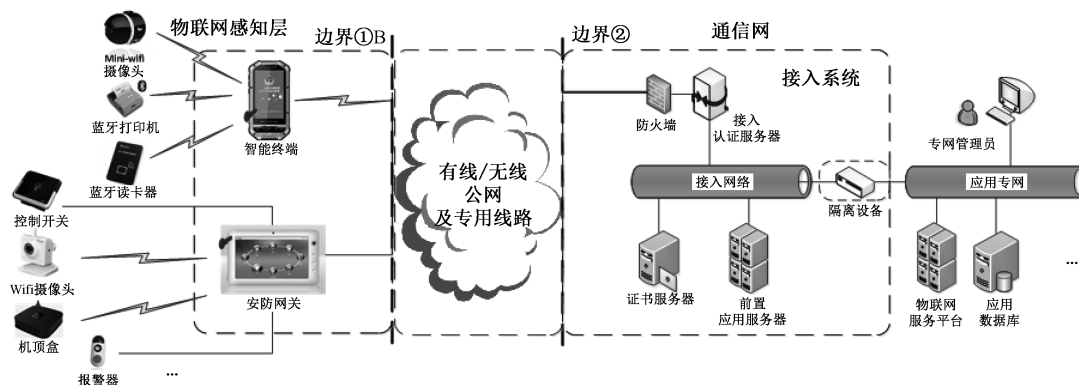 物联网感知层
边界①B
边界②
通信网
Mini-wifi
摄像头
蓝牙打印机
智能终端
蓝牙读卡器
控制开关
Wifi摄像头
安防网关
机顶盒
报警器
...
有线/无线
公网
及专用线路
接入系统
防火墙
接入
认证服务器
接入网络
隔离设备
证书服务器
前置
应用服务器
专网管理员
应用专网
物联网
服务平台
应用
数据库
...